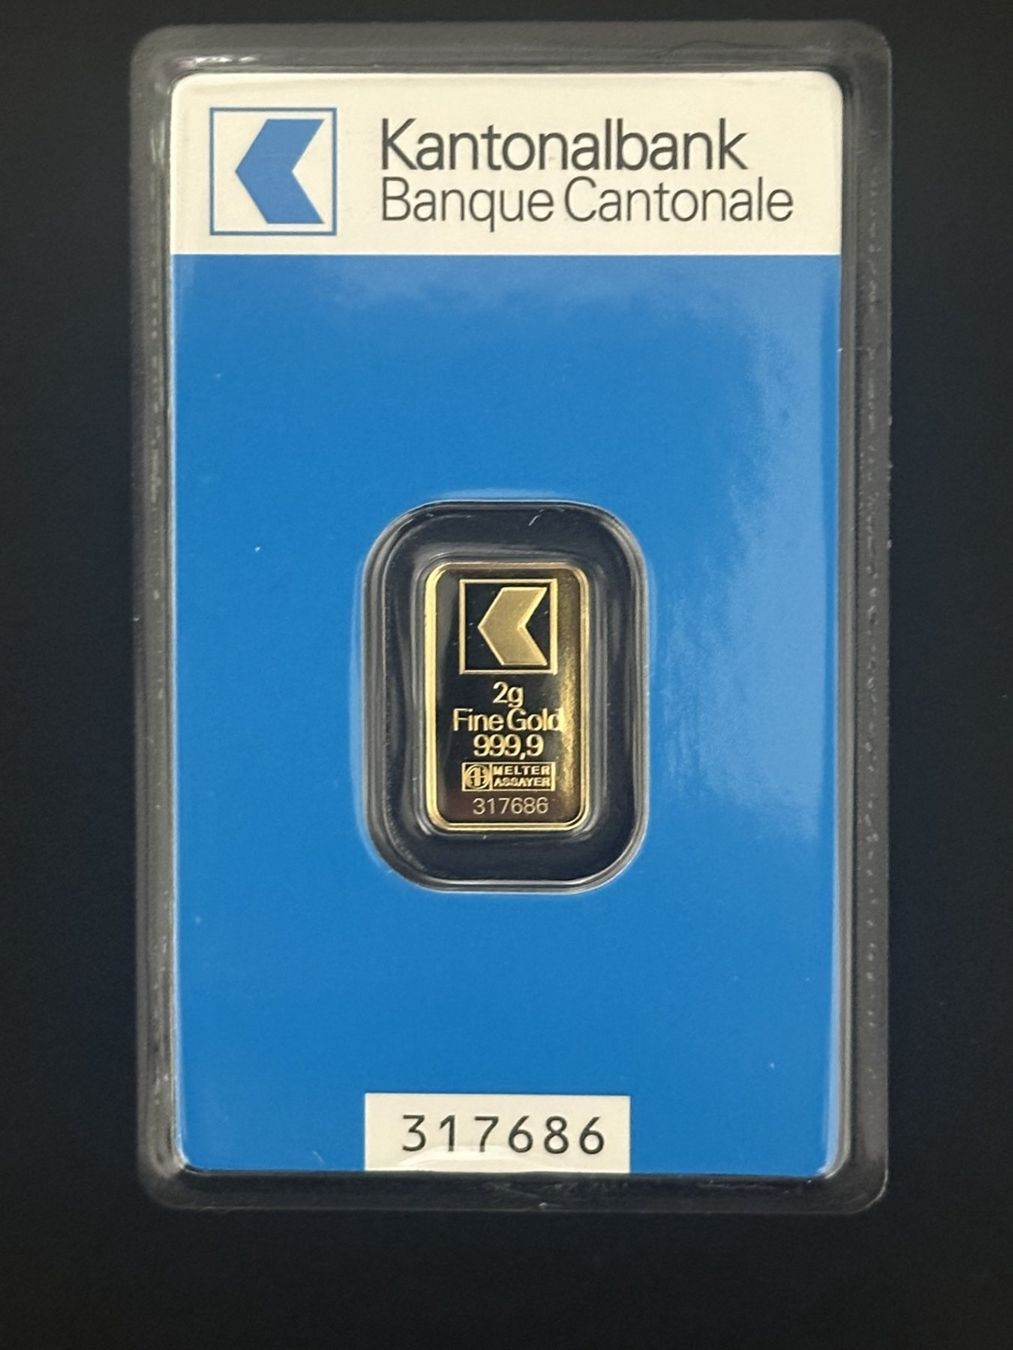 Kantonalbank
Banque Cantonale
2g
Fine Gold
999,9
MELTER
ASSAYER
317686
317686